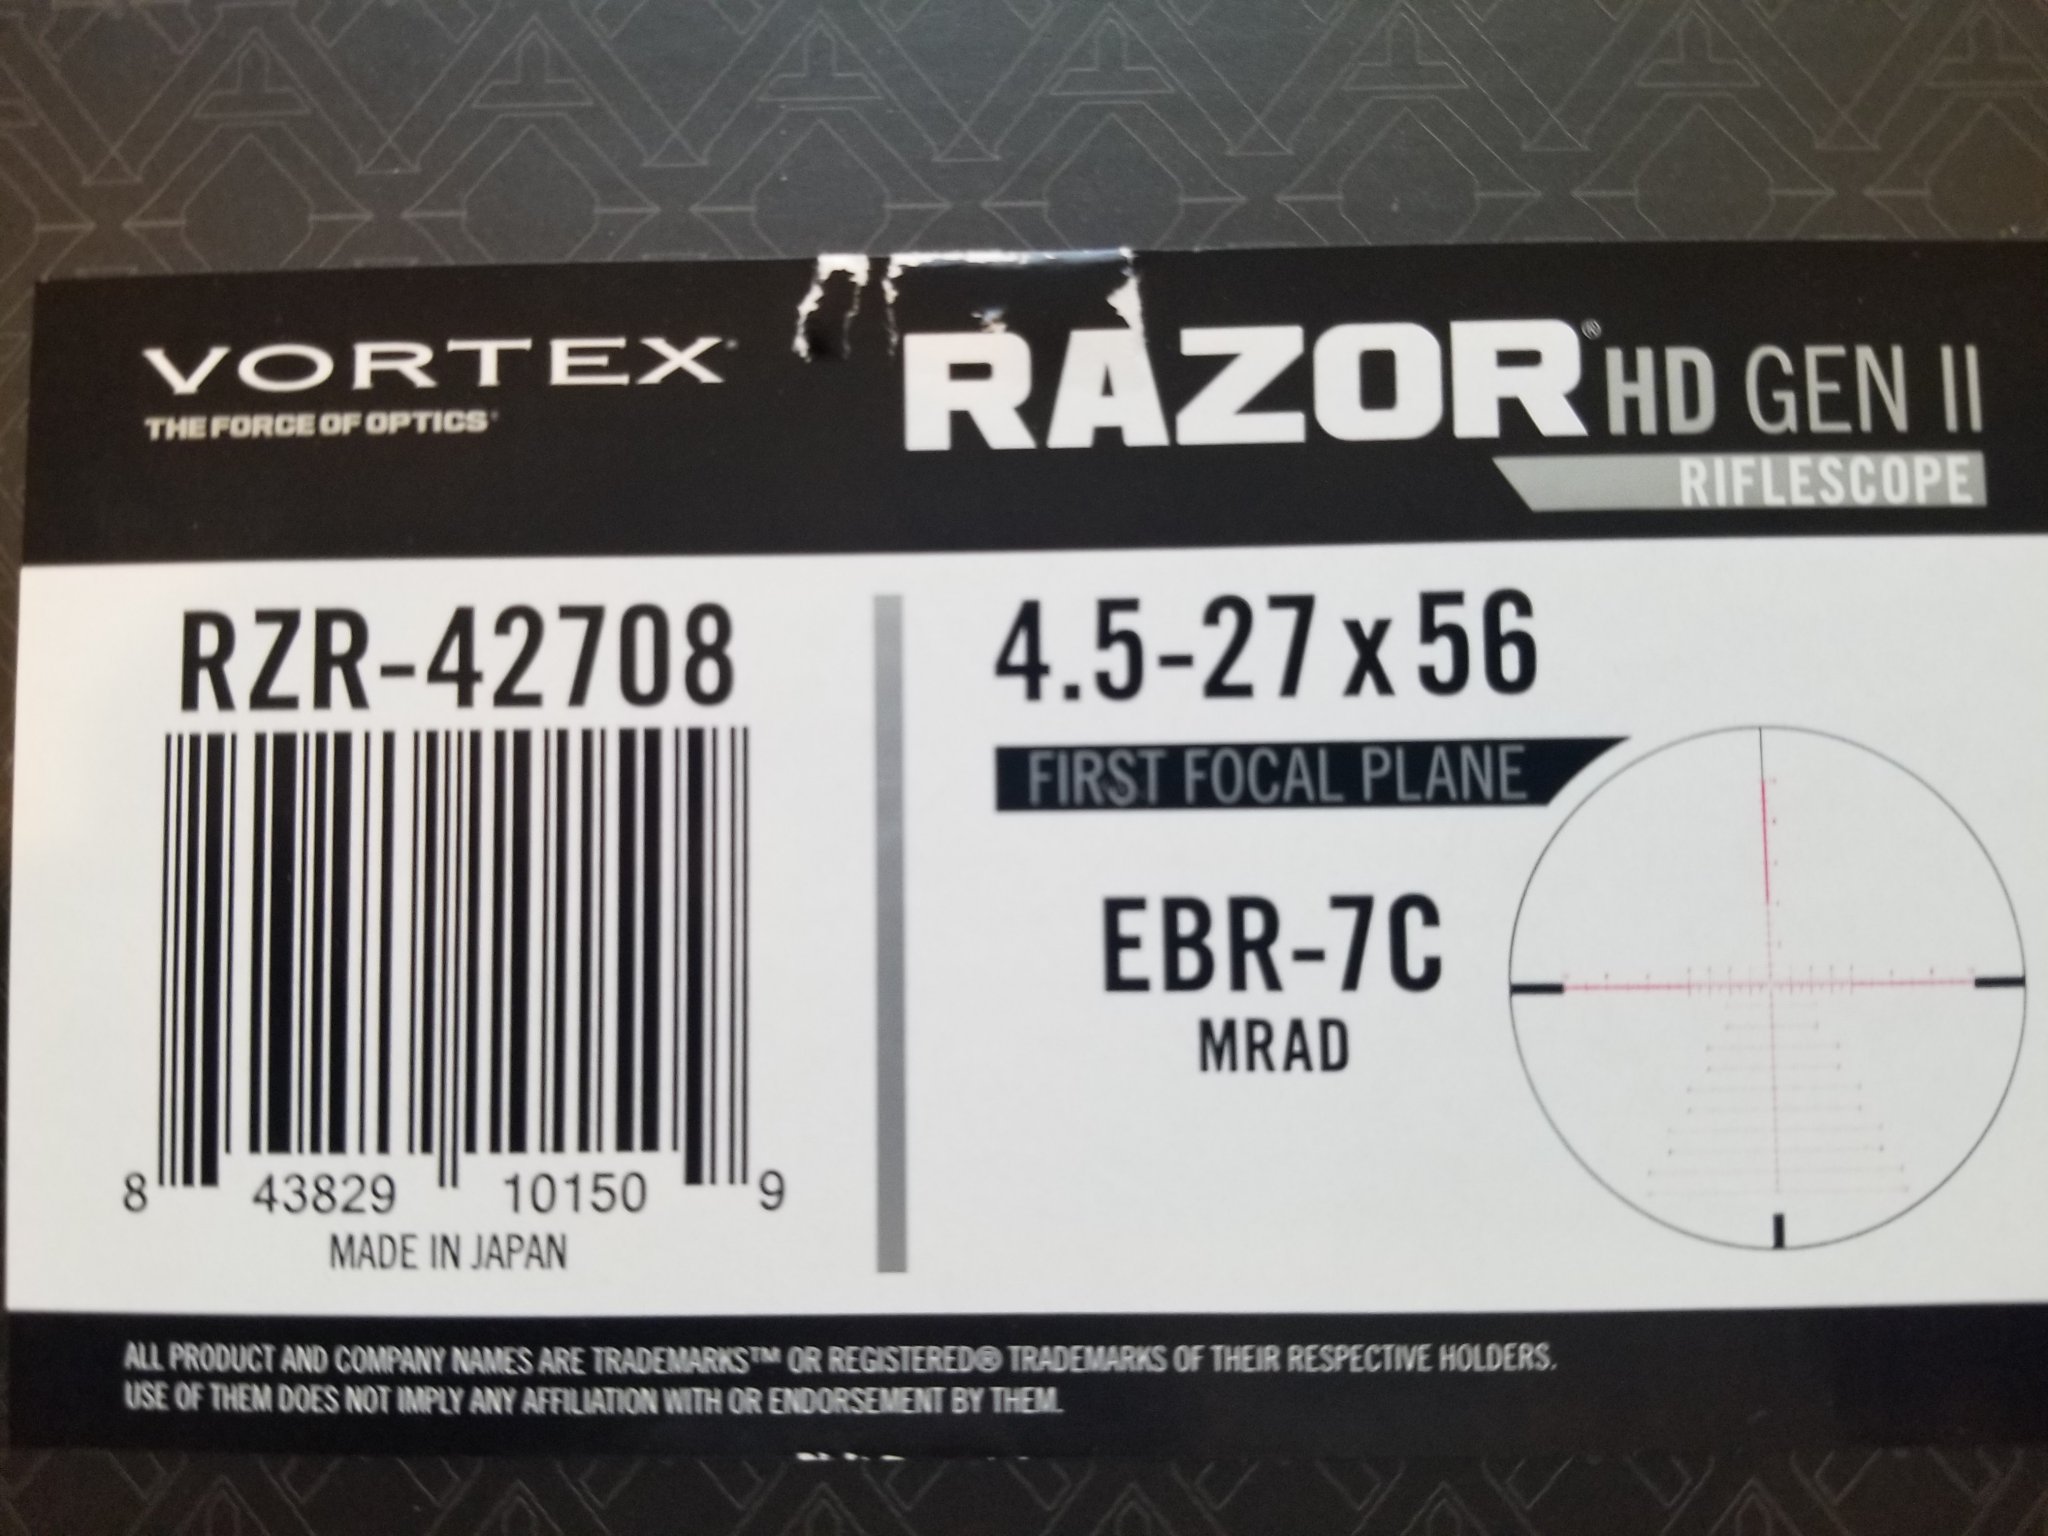 VORTEX®
THE FORCE OF OPTICS®
RAZOR® HD GEN II
RIFLESCOPE
RZR-42708
8 43829 10150 9
MADE IN JAPAN
4.5-27 x 56
FIRST FOCAL PLANE
EBR-7C
MRAD
ALL PRODUCT AND COMPANY NAMES ARE TRADEMARKS™ OR REGISTERED® TRADEMARKS OF THEIR RESPECTIVE HOLDERS.
USE OF THEM DOES NOT IMPLY ANY AFFILIATION WITH OR ENDORSEMENT BY THEM.